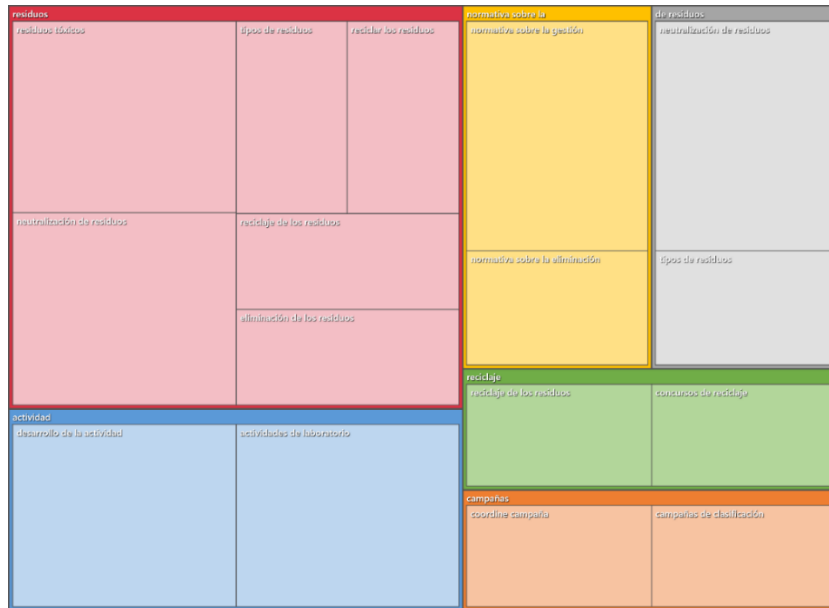 residuos
residuos tóxicos
tipos de residuos
reciclar los residuos
neutralización de residuos
reciclaje de los residuos
eliminación de los residuos
actividad
desarrollo de la actividad
actividades de laboratorio
normativa sobre la
normativa sobre la gestión
normativa sobre la eliminación
de residuos
neutralización de residuos
tipos de residuos
reciclaje
reciclaje de los residuos
concursos de reciclaje
campañas
coordine campaña
campañas de clasificación